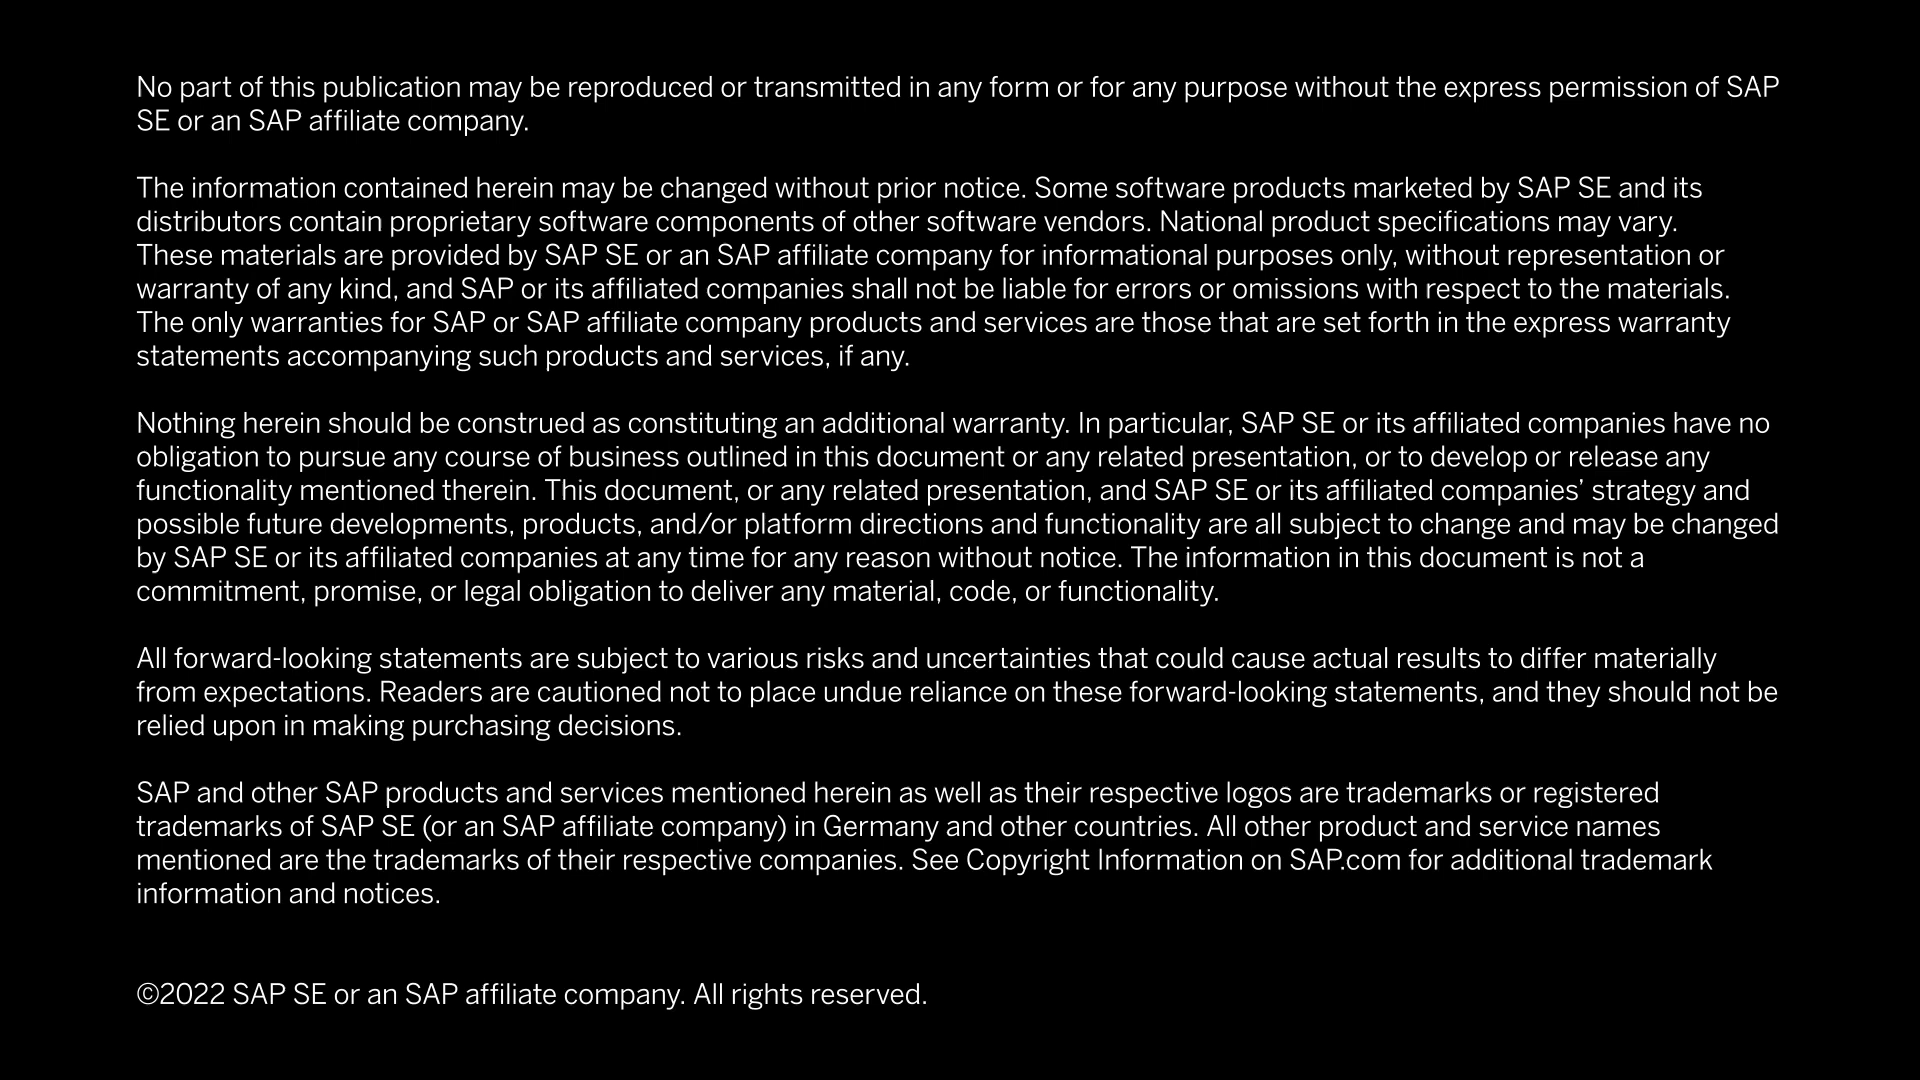 No part of this publication may be reproduced or transmitted in any form or for any purpose without the express permission of SAP
SE or an SAP affiliate company.
The information contained herein may be changed without prior notice. Some software products marketed by SAP SE and its
distributors contain proprietary software components of other software vendors. National product specifications may vary.
These materials are provided by SAP SE or an SAP affiliate company for informational purposes only, without representation or
warranty of any kind, and SAP or its affiliated companies shall not be liable for errors or omissions with respect to the materials.
The only warranties for SAP or SAP affiliate company products and services are those that are set forth in the express warranty
statements accompanying such products and services, if any.
Nothing herein should be construed as constituting an additional warranty. In particular, SAP SE or its affiliated companies have no
obligation to pursue any course of business outlined in this document or any related presentation, or to develop or release any
functionality mentioned therein. This document, or any related presentation, and SAP SE or its affiliated companies’ strategy and
possible future developments, products, and/or platform directions and functionality are all subject to change and may be changed
by SAP SE or its affiliated companies at any time for any reason without notice. The information in this document is not a
commitment, promise, or legal obligation to deliver any material, code, or functionality.
All forward-looking statements are subject to various risks and uncertainties that could cause actual results to differ materially
from expectations. Readers are cautioned not to place undue reliance on these forward-looking statements, and they should not be
relied upon in making purchasing decisions.
SAP and other SAP products and services mentioned herein as well as their respective logos are trademarks or registered
trademarks of SAP SE (or an SAP affiliate company) in Germany and other countries. All other product and service names
mentioned are the trademarks of their respective companies. See Copyright Information on SAP.com for additional trademark
information and notices.
©2022 SAP SE or an SAP affiliate company. All rights reserved.